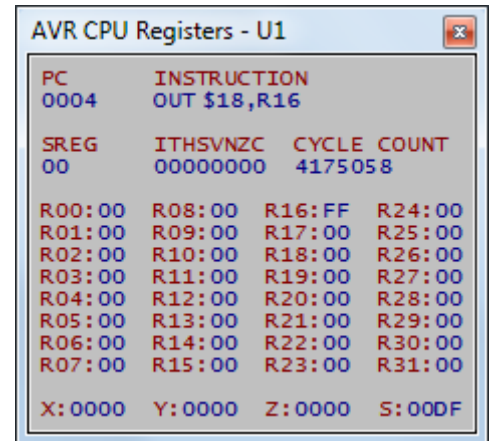 AVR CPU Registers - U1
PC INSTRUCTION
0004 OUT $18,R16
SREG ITHSVNZC CYCLE COUNT
00 00000000 4175058
R00:00 R08:00 R16:FF R24:00
R01:00 R09:00 R17:00 R25:00
R02:00 R10:00 R18:00 R26:00
R03:00 R11:00 R19:00 R27:00
R04:00 R12:00 R20:00 R28:00
R05:00 R13:00 R21:00 R29:00
R06:00 R14:00 R22:00 R30:00
R07:00 R15:00 R23:00 R31:00
X:0000 Y:0000 Z:0000 S:00DF